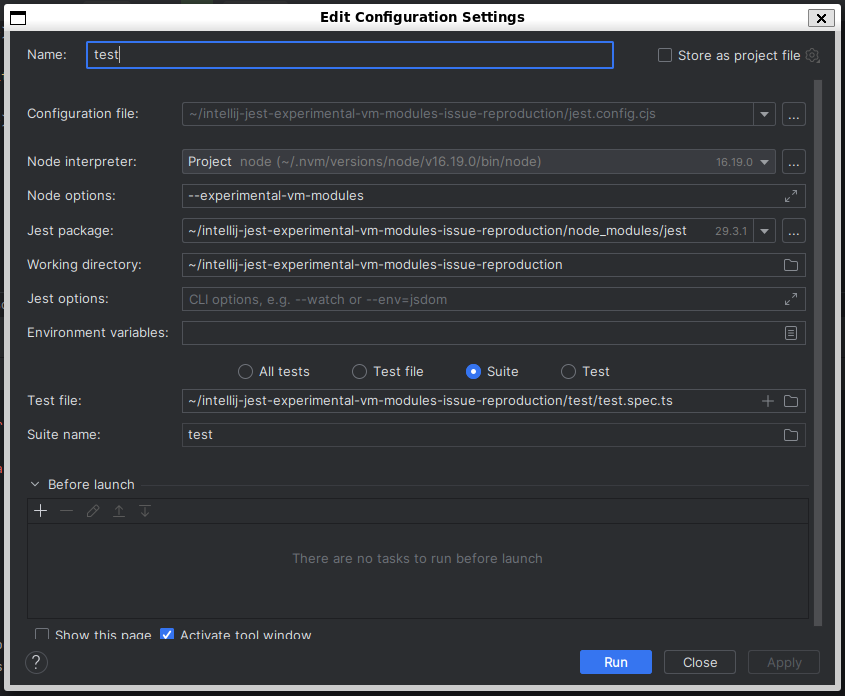 Edit Configuration Settings
Name: test Store as project file
Configuration file: ~/intellij-jest-experimental-vm-modules-issue-reproduction/jest.config.cjs ...
Node interpreter: Project node (~/.nvm/versions/node/v16.19.0/bin/node) 16.19.0 ...
Node options: --experimental-vm-modules
Jest package: ~/intellij-jest-experimental-vm-modules-issue-reproduction/node_modules/jest 29.3.1 ...
Working directory: ~/intellij-jest-experimental-vm-modules-issue-reproduction
Jest options: CLI options, e.g. --watch or --env=jsdom
Environment variables:
All tests Test file Suite Test
Test file: ~/intellij-jest-experimental-vm-modules-issue-reproduction/test/test.spec.ts
Suite name: test
Before launch
There are no tasks to run before launch
Show this page Activate tool window
? Run Close Apply